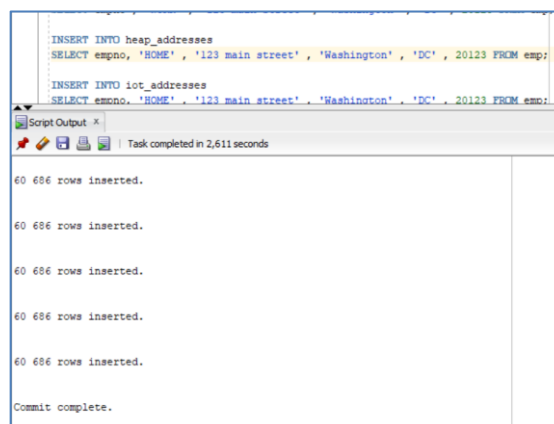 INSERT INTO heap_addresses
SELECT empno, 'HOME' , '123 main street' , 'Washington' , 'DC' , 20123 FROM emp;
INSERT INTO iot_addresses
SELECT empno, 'HOME' , '123 main street' , 'Washington' , 'DC' , 20123 FROM emp;
Script Output ×
Task completed in 2,611 seconds
60 686 rows inserted.
60 686 rows inserted.
60 686 rows inserted.
60 686 rows inserted.
60 686 rows inserted.
Commit complete.